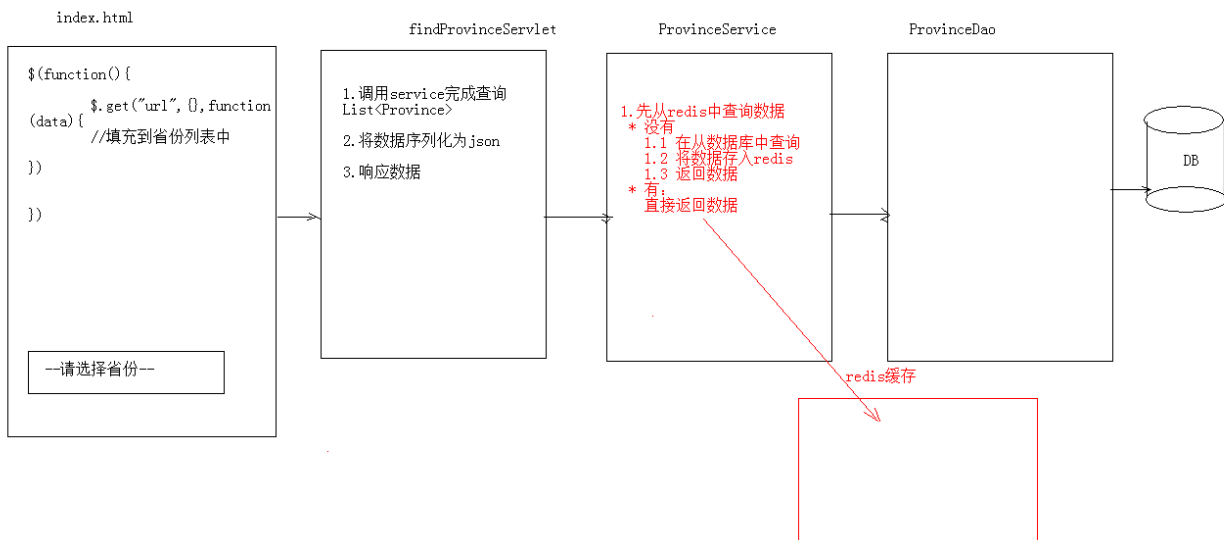 index.html
$(function(){
$.get("url",{},function
(data){
//填充到省份列表中
})
})
--请选择省份--
findProvinceServlet
1.调用service完成查询
List<Province>
2.将数据序列化为json
3.响应数据
ProvinceService
1.先从redis中查询数据
* 没有
1.1 在从数据库中查询
1.2 将数据存入redis
1.3 返回数据
* 有：
直接返回数据
ProvinceDao
DB
redis缓存